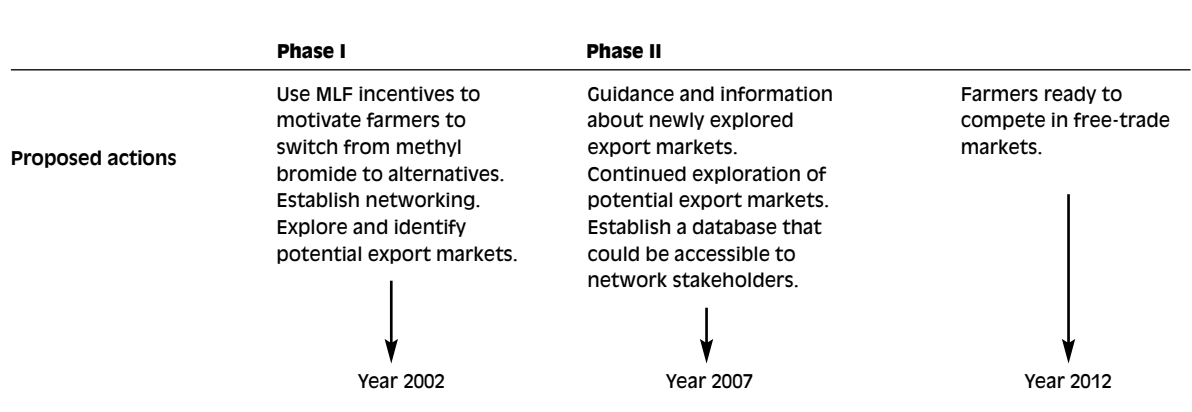 Phase I
Phase II
Proposed actions
Use MLF incentives to
motivate farmers to
switch from methyl
bromide to alternatives.
Establish networking.
Explore and identify
potential export markets.
Guidance and information
about newly explored
export markets.
Continued exploration of
potential export markets.
Establish a database that
could be accessible to
network stakeholders.
Farmers ready to
compete in free-trade
markets.
Year 2002
Year 2007
Year 2012